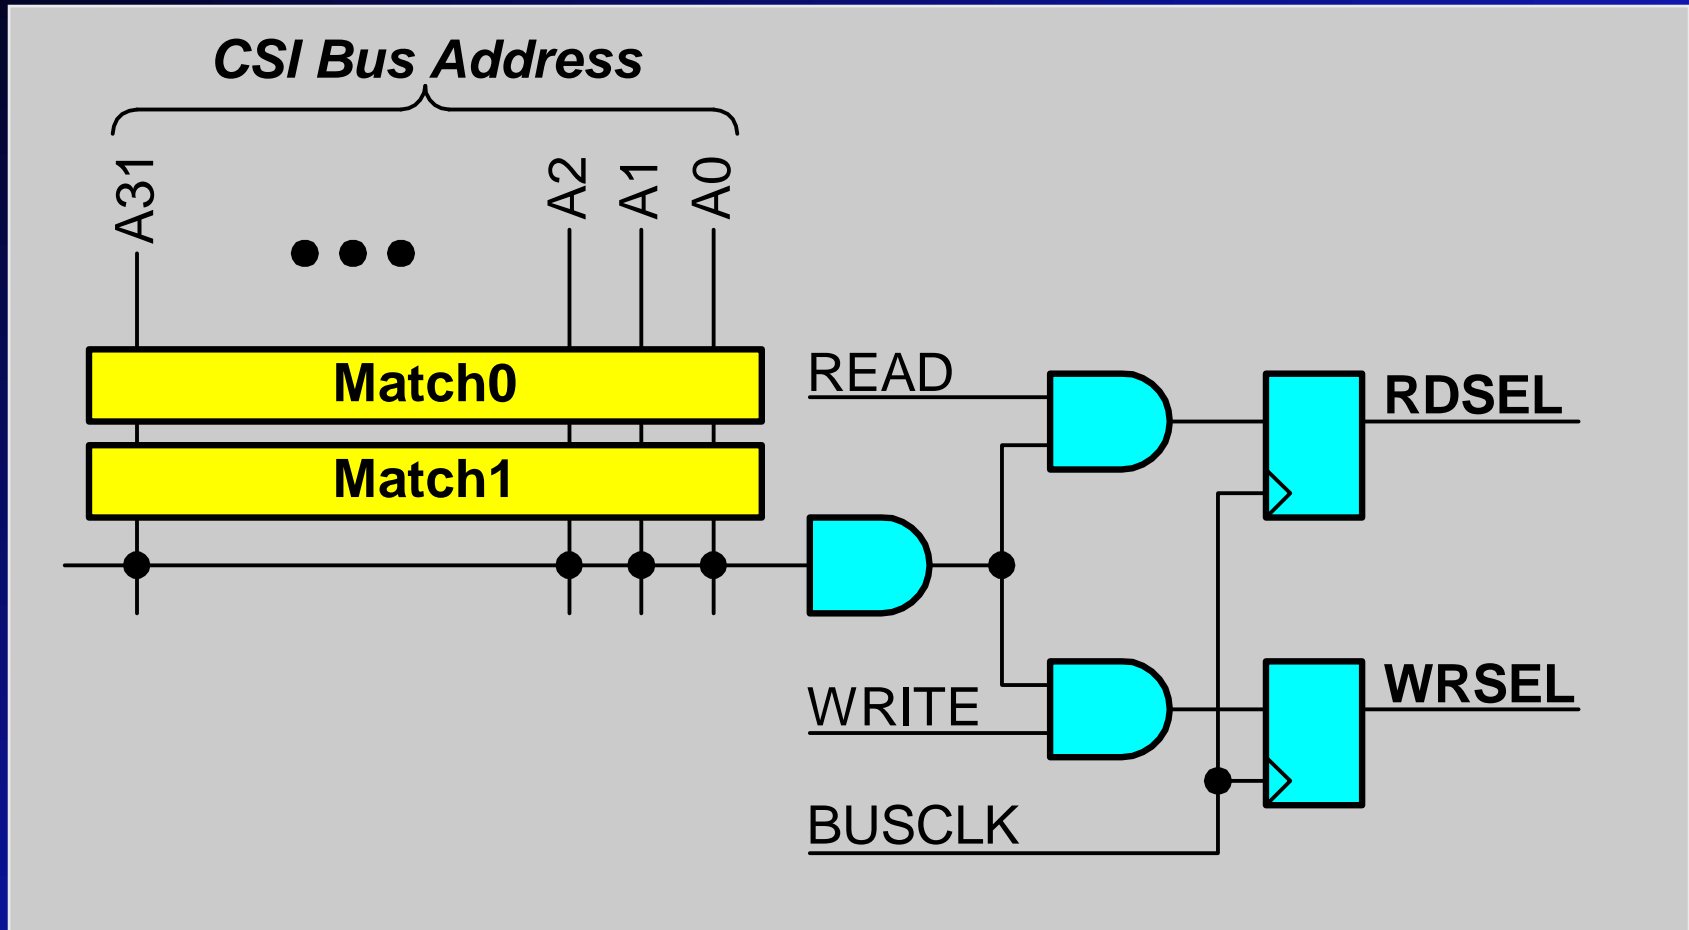 CSI Bus Address
A31
A2
A1
A0
Match0
Match1
READ
RDSEL
WRITE
WRSEL
BUSCLK